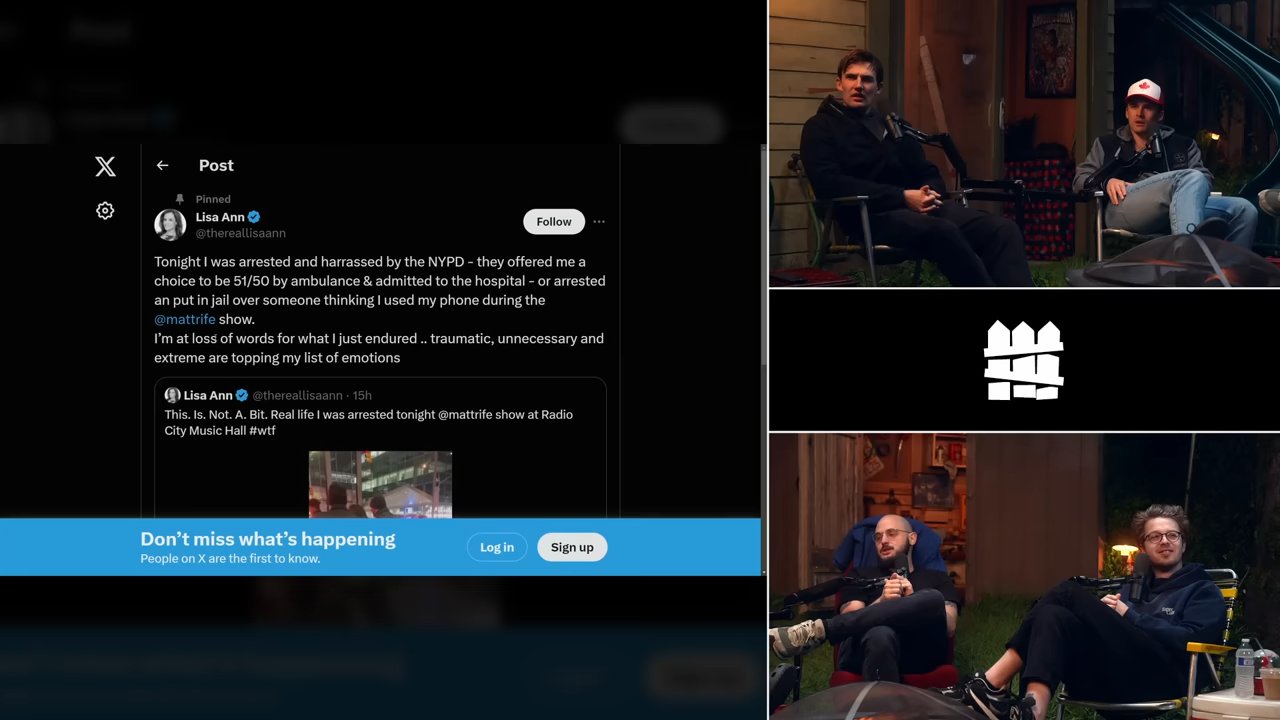 Post
Pinned
Lisa Ann
@thereallisaann
Follow
Tonight I was arrested and harrassed by the NYPD - they offered me a
choice to be 51/50 by ambulance & admitted to the hospital - or arrested
an put in jail over someone thinking I used my phone during the
@mattrife show.
I'm at loss of words for what I just endured .. traumatic, unnecessary and
extreme are topping my list of emotions
Lisa Ann @thereallisaann · 15h
This. Is. Not. A. Bit. Real life I was arrested tonight @mattrife show at Radio
City Music Hall #wtf
Don't miss what's happening
People on X are the first to know.
Log in
Sign up